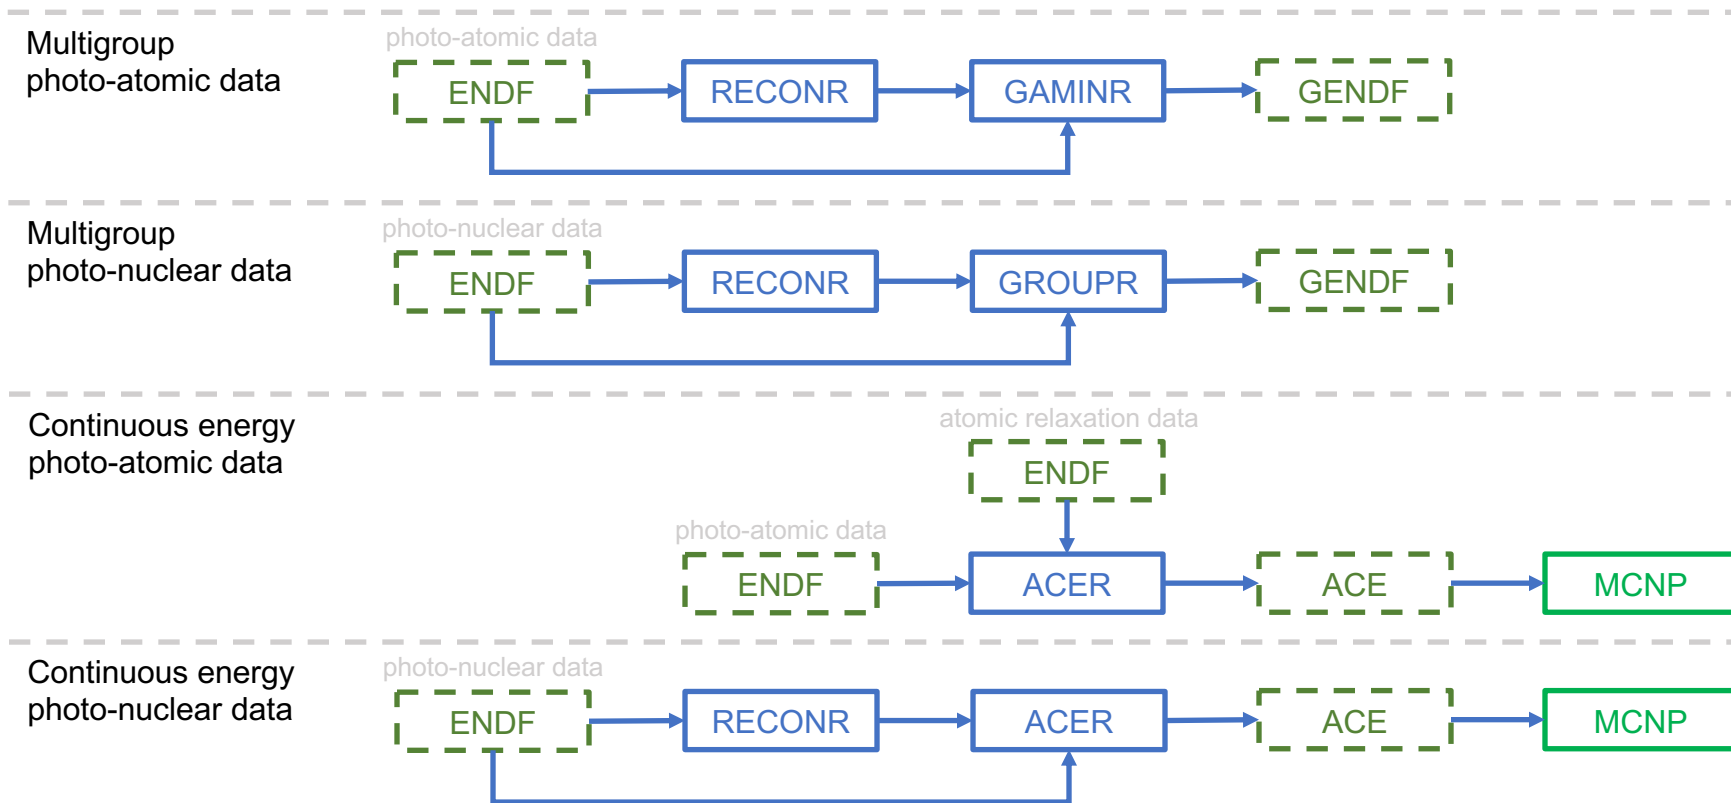 Multigroup
photo-atomic data
photo-atomic data
ENDF
RECONR
GAMINR
GENDF
Multigroup
photo-nuclear data
photo-nuclear data
ENDF
RECONR
GROUPR
GENDF
Continuous energy
photo-atomic data
atomic relaxation data
ENDF
photo-atomic data
ENDF
ACER
ACE
MCNP
Continuous energy
photo-nuclear data
photo-nuclear data
ENDF
RECONR
ACER
ACE
MCNP